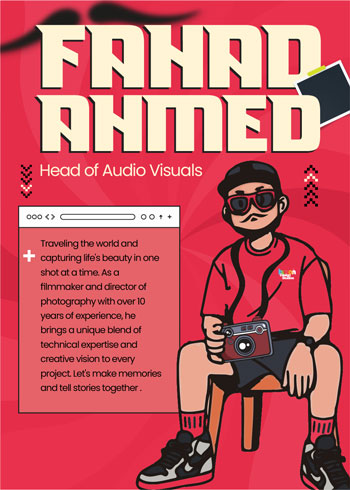 FAHAD
AHMED
Head of Audio Visuals
Traveling the world and
capturing life's beauty in one
shot at a time. As a
filmmaker and director of
photography with over 10
years of experience, he
brings a unique blend of
technical expertise and
creative vision to every
project. Let's make memories
and tell stories together .